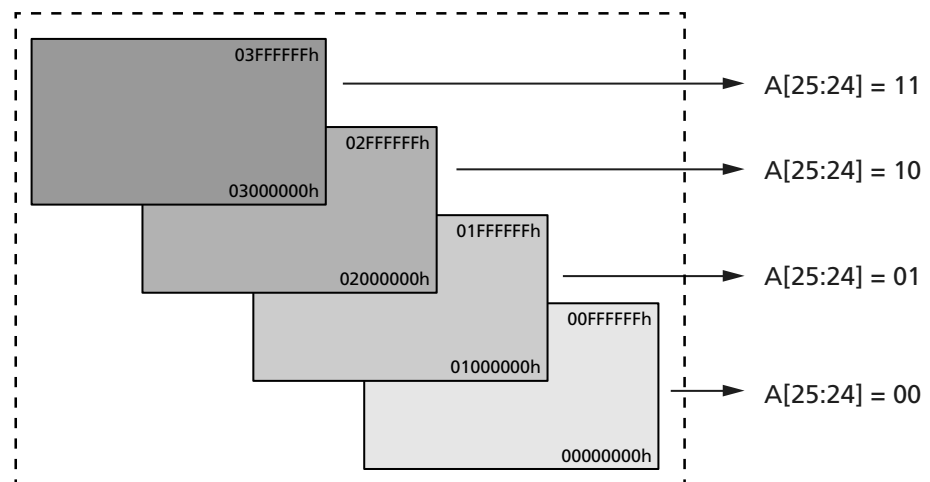 03FFFFFFh
A[25:24] = 11
02FFFFFFh
A[25:24] = 10
03000000h
01FFFFFFh
02000000h
A[25:24] = 01
00FFFFFFh
01000000h
A[25:24] = 00
00000000h